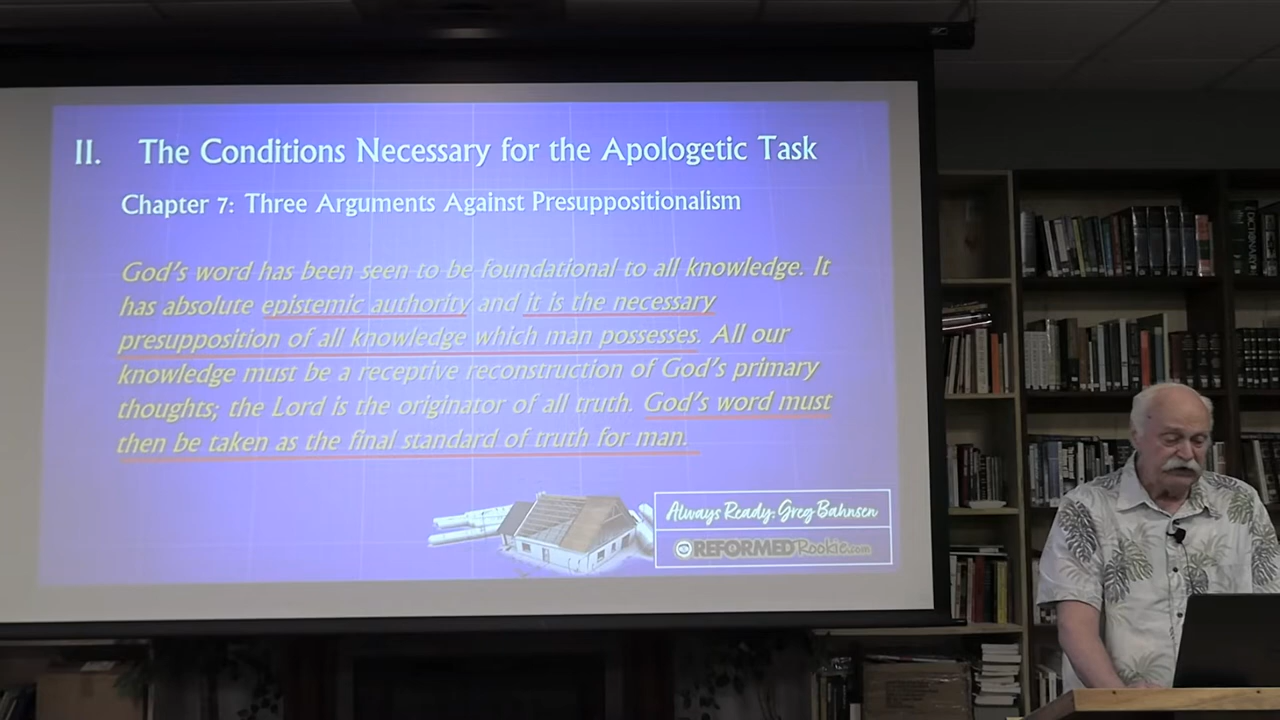 II. The Conditions Necessary for the Apologetic Task
Chapter 7: Three Arguments Against Presuppositionalism
God's word has been seen to be foundational to all knowledge. It
has absolute epistemic authority and it is the necessary
presupposition of all knowledge which man possesses. All our
knowledge must be a receptive reconstruction of God's primary
thoughts; the Lord is the originator of all truth. God's word must
then be taken as the final standard of truth for man.
Always Ready: Greg Bahnsen
REFORMEDRookie.com
DICTIONARY